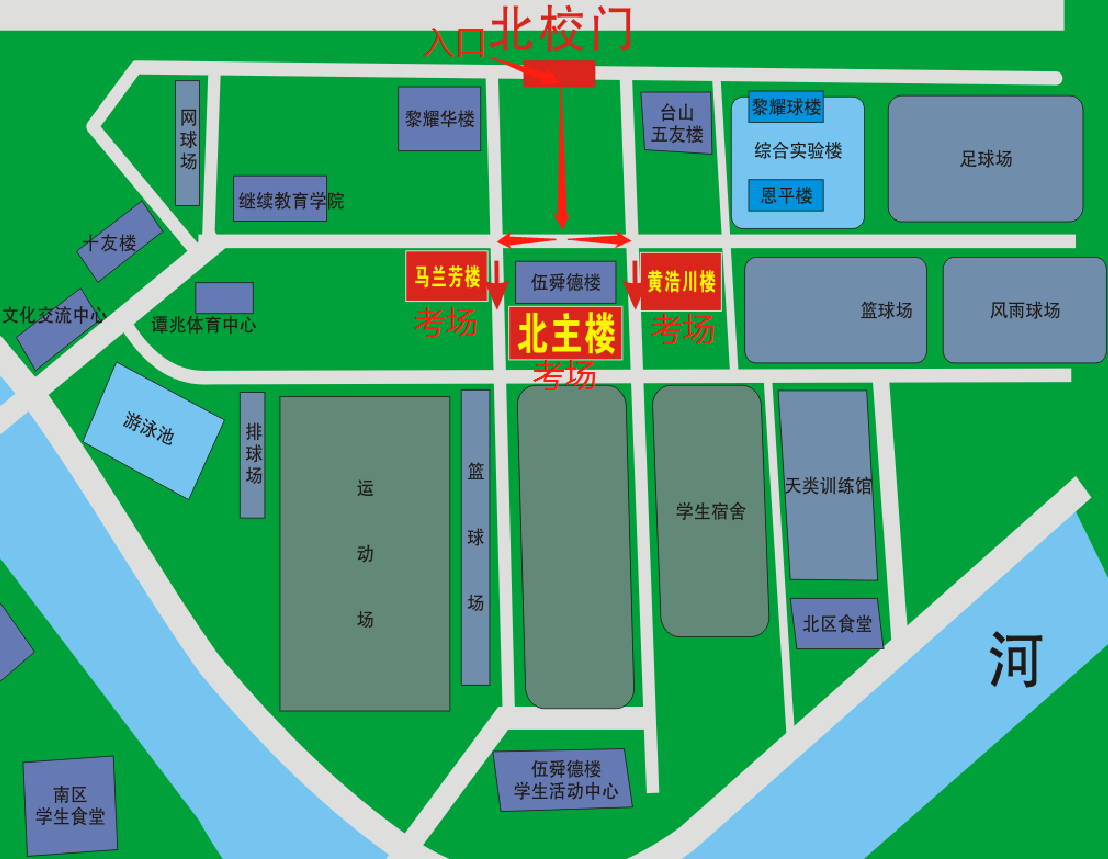 北校门
入口
网球场
黎耀华楼
台山
五友楼
黎耀球楼
综合实验楼
恩平楼
足球场
继续教育学院
十友楼
马兰芳楼
考场
伍舜德楼
北主楼
考场
黄浩川楼
考场
篮球场
风雨球场
文化交流中心
谭兆体育中心
游泳池
排球场
运动场
篮球场
学生宿舍
天类训练馆
北区食堂
河
伍舜德楼
学生活动中心
南区
学生食堂